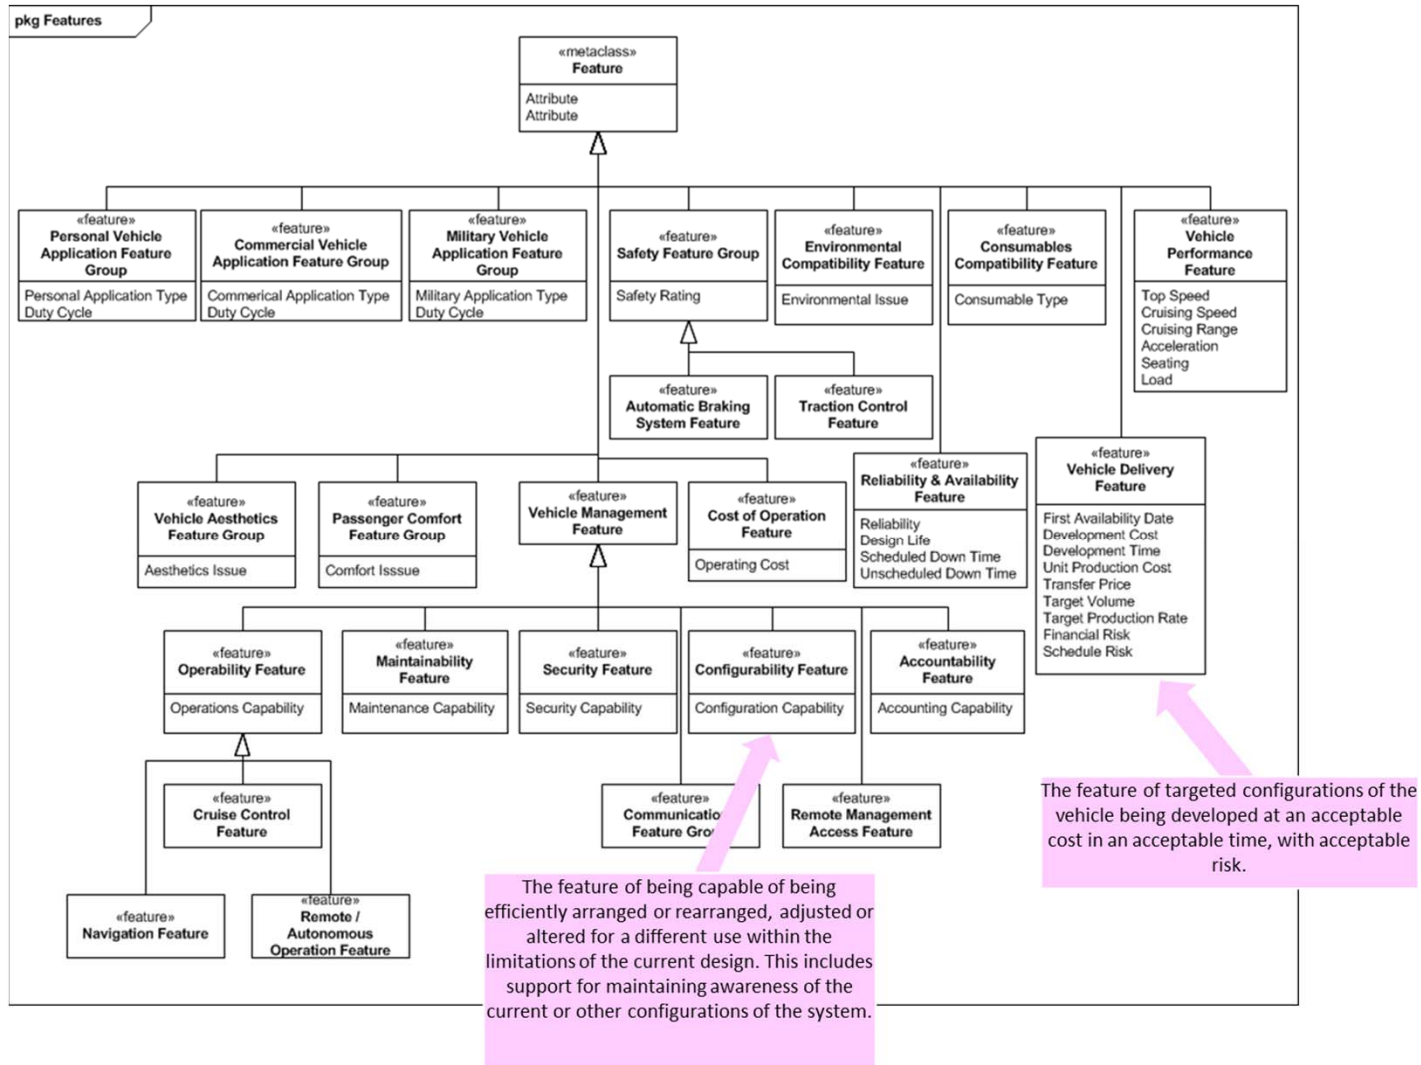 pkg Features
«metaclass»
Feature
Attribute
Attribute
«feature»
Personal Vehicle
Application Feature
Group
Personal Application Type
Duty Cycle
«feature»
Commercial Vehicle
Application Feature Group
Commerical Application Type
Duty Cycle
«feature»
Military Vehicle
Application Feature
Group
Military Application Type
Duty Cycle
«feature»
Safety Feature Group
Safety Rating
«feature»
Environmental
Compatibility Feature
Environmental Issue
«feature»
Consumables
Compatibility Feature
Consumable Type
«feature»
Vehicle
Performance
Feature
Top Speed
Cruising Speed
Cruising Range
Acceleration
Seating
Load
«feature»
Automatic Braking
System Feature
«feature»
Traction Control
Feature
«feature»
Vehicle Aesthetics
Feature Group
Aesthetics Issue
«feature»
Passenger Comfort
Feature Group
Comfort Isssue
«feature»
Vehicle Management
Feature
«feature»
Cost of Operation
Feature
Operating Cost
«feature»
Reliability & Availability
Feature
Reliability
Design Life
Scheduled Down Time
Unscheduled Down Time
«feature»
Vehicle Delivery
Feature
First Availability Date
Development Cost
Development Time
Unit Production Cost
Transfer Price
Target Volume
Target Production Rate
Financial Risk
Schedule Risk
«feature»
Operability Feature
Operations Capability
«feature»
Maintainability
Feature
Maintenance Capability
«feature»
Security Feature
Security Capability
«feature»
Configurability Feature
Configuration Capability
«feature»
Accountability
Feature
Accounting Capability
«feature»
Cruise Control
Feature
«feature»
Feature
«feature»
Remote Management
Access Feature
«feature»
Navigation Feature
«feature»
Remote /
Autonomous
Operation Feature
The feature of being capable of being
efficiently arranged or rearranged, adjusted or
altered for a different use within the
limitations of the current design. This includes
support for maintaining awareness of the
current or other configurations of the system.
The feature of targeted configurations of the
vehicle being developed at an acceptable
cost in an acceptable time, with acceptable
risk.